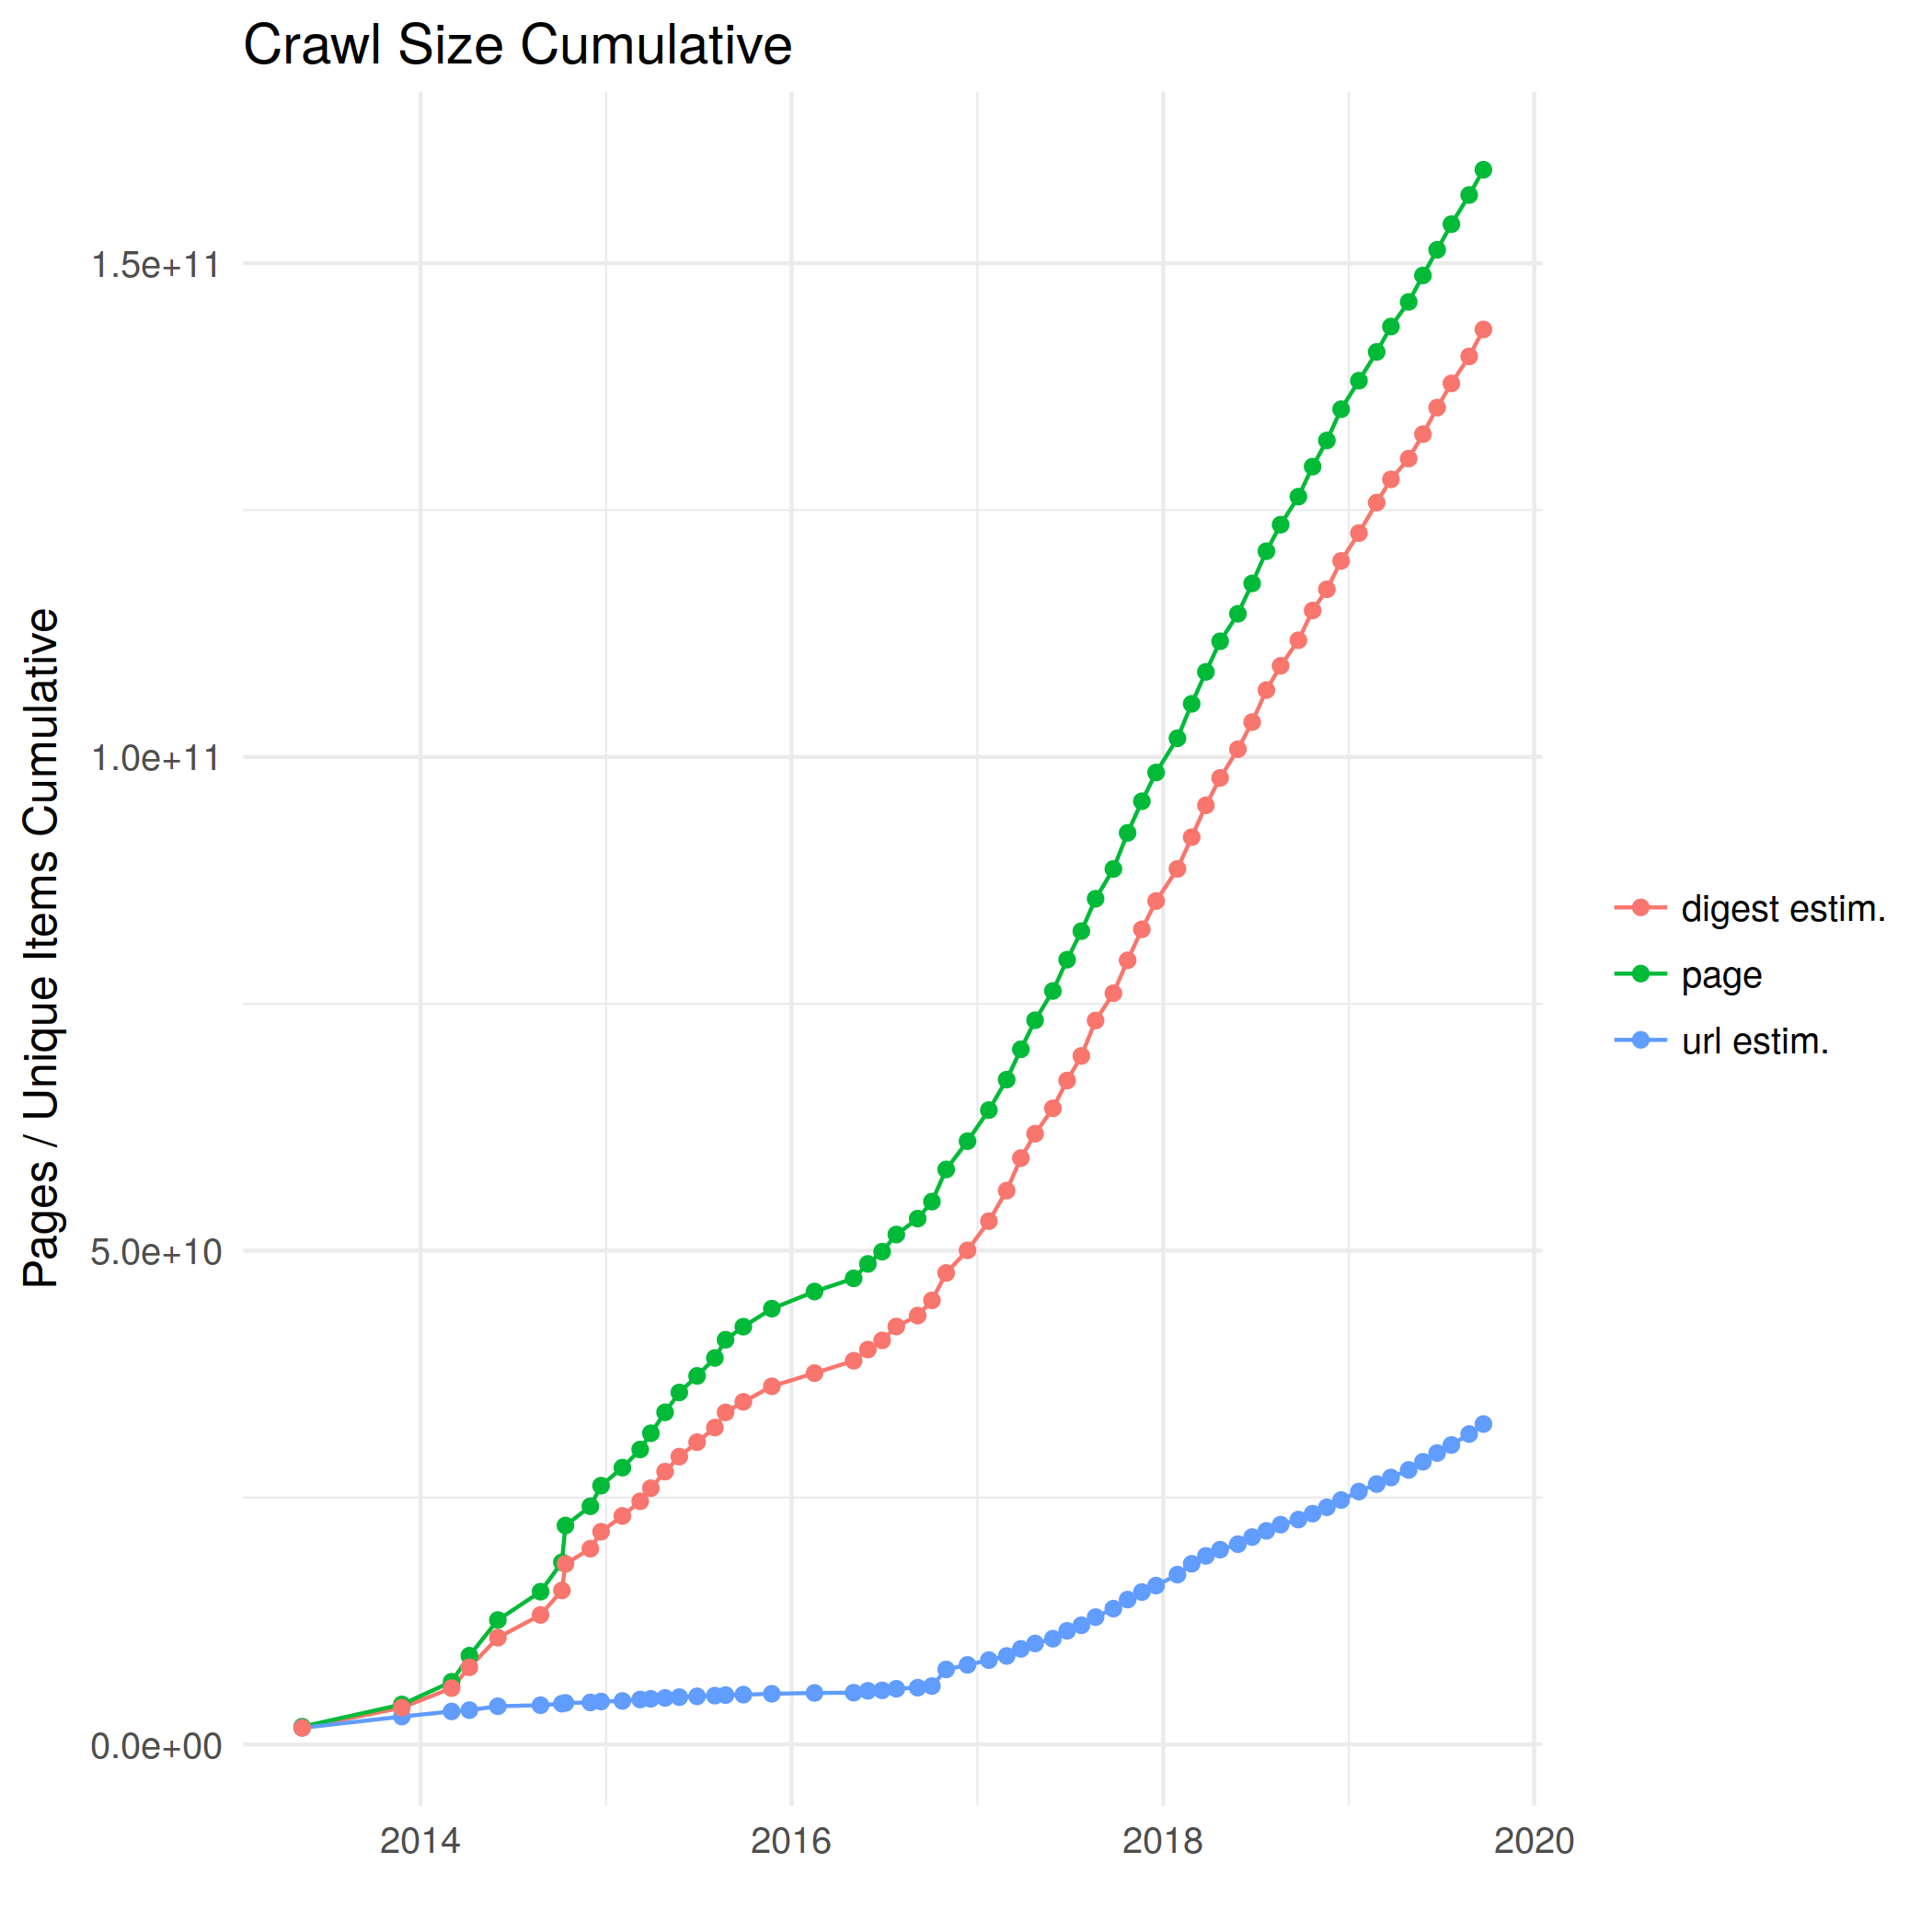 Crawl Size Cumulative
Pages / Unique Items Cumulative
1.5e+11
1.0e+11
5.0e+10
0.0e+00
2014
2016
2018
2020
digest estim.
page
url estim.